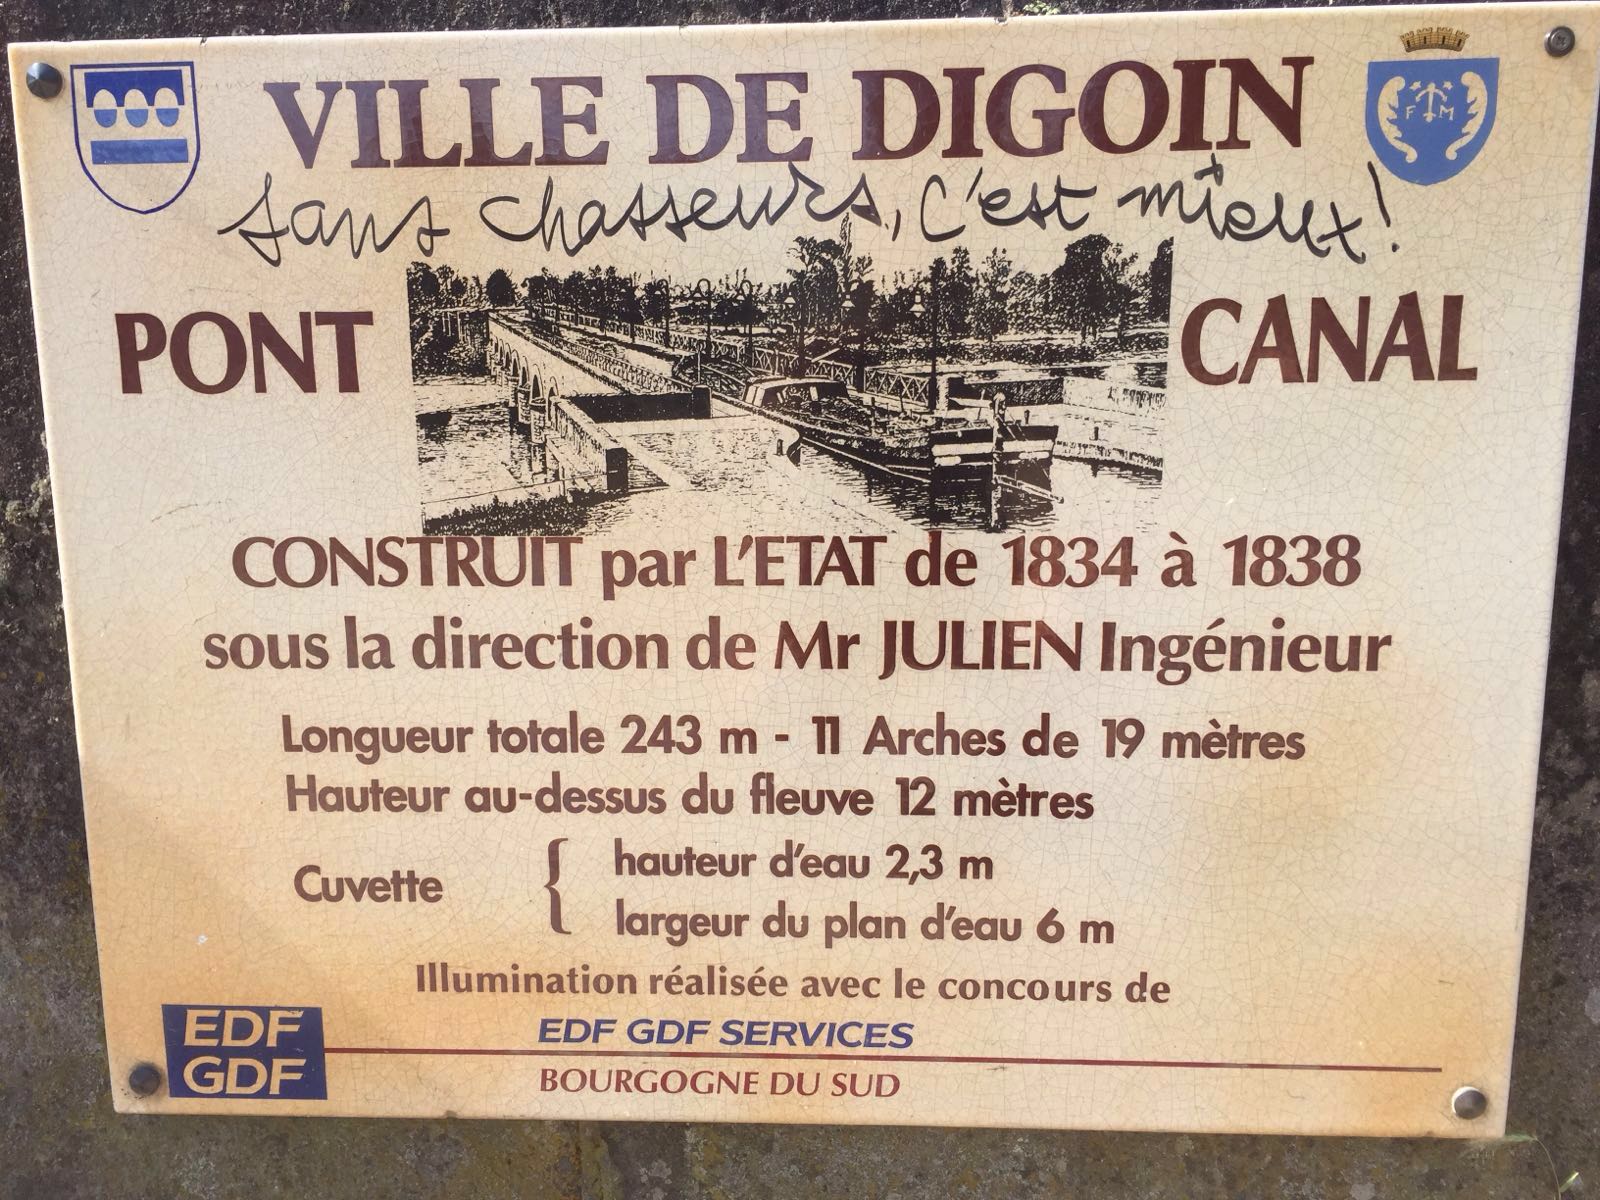 VILLE DE DIGOIN
F M
sans chasseurs, c'est mieux!
PONT CANAL
CONSTRUIT par L'ETAT de 1834 à 1838
sous la direction de Mr JULIEN Ingénieur
Longueur totale 243 m - 11 Arches de 19 mètres
Hauteur au-dessus du fleuve 12 mètres
Cuvette { hauteur d'eau 2,3 m
largeur du plan d'eau 6 m
Illumination réalisée avec le concours de
EDF GDF
EDF GDF SERVICES
BOURGOGNE DU SUD